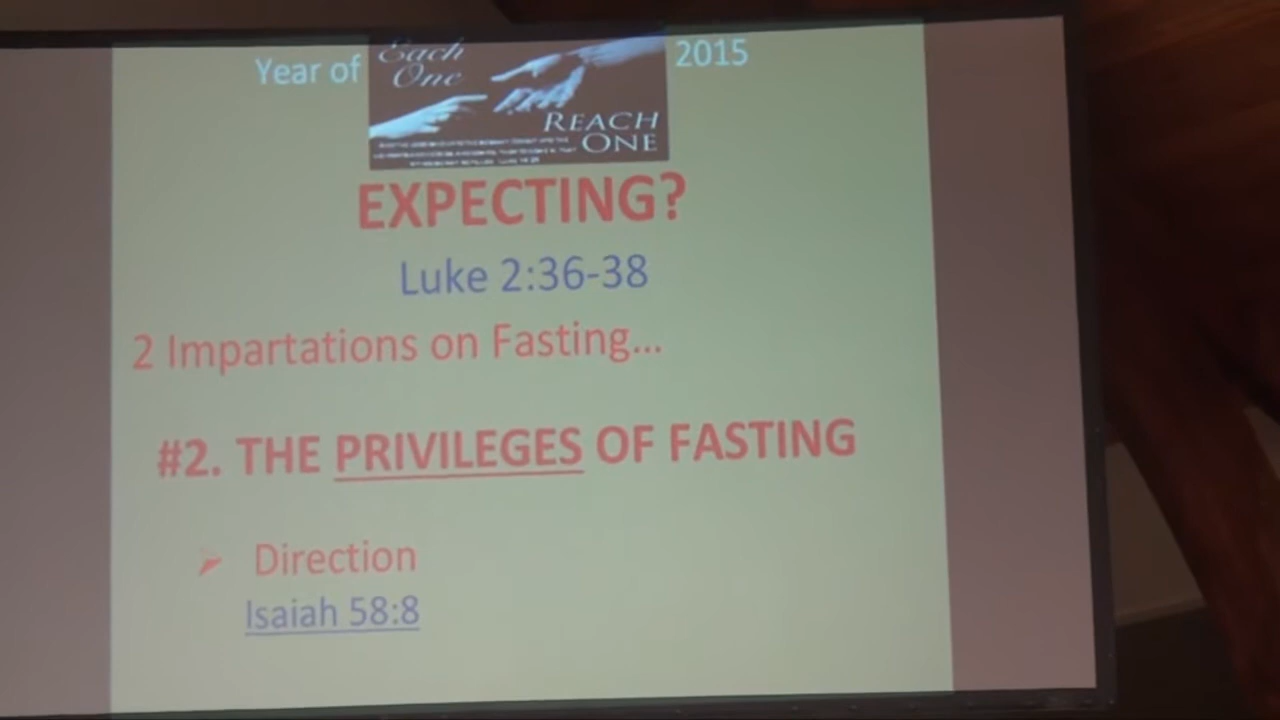 Year of
Each
One
REACH
ONE
2015
EXPECTING?
Luke 2:36-38
2 Impartations on Fasting...
#2. THE PRIVILEGES OF FASTING
➢ Direction
Isaiah 58:8